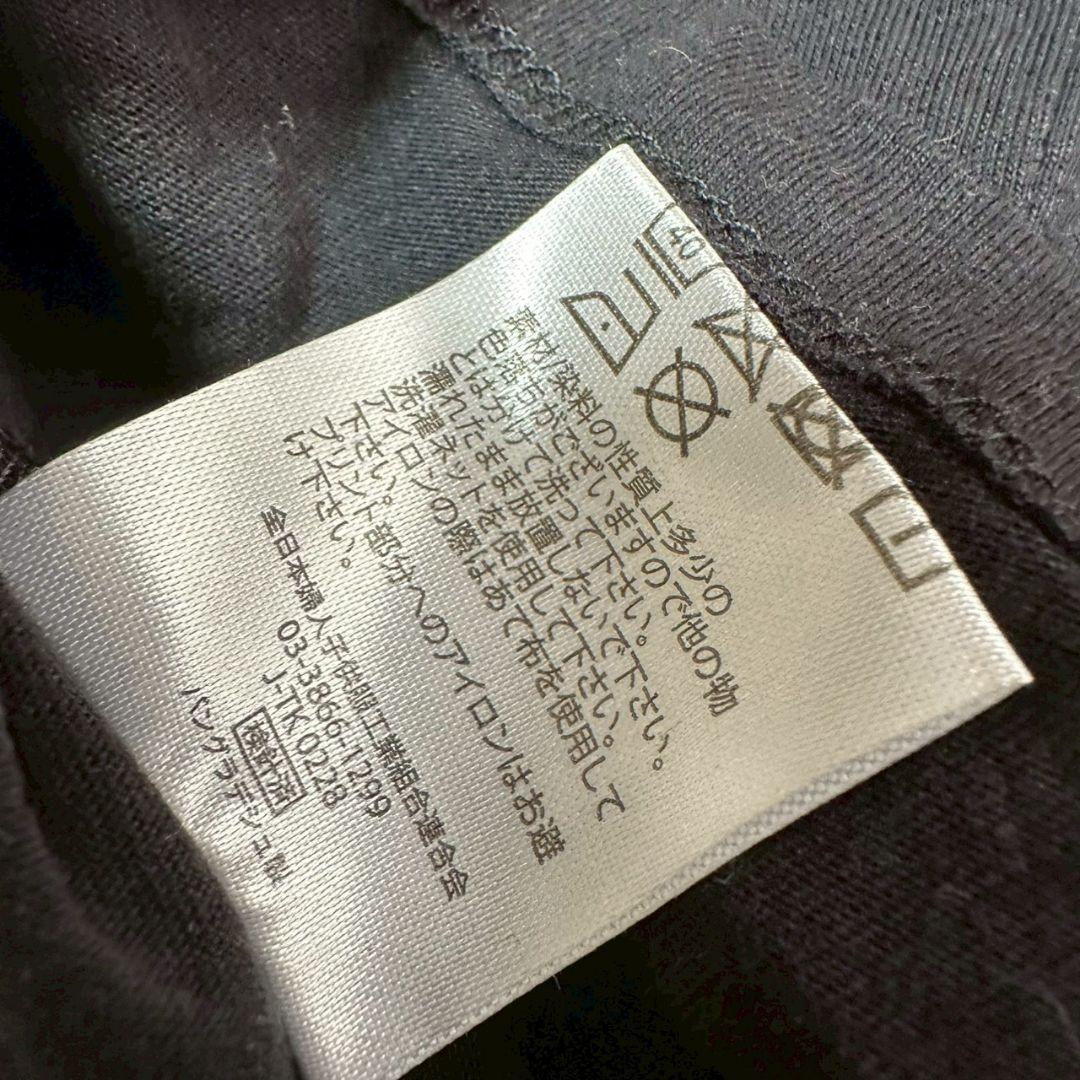 40
素材/染料の性質上多少の
色落ちがございますので他の物
とはわけて洗って下さい。
濡れたまま放置しないで下さい。
洗濯ネットを使用して下さい。
アイロンの際はあて布を使用して
下さい。
プリント部分へのアイロンはお避
け下さい。
全日本婦人子供服工業組合連合会
03-3866-1299
J-TK 0228
検針済
バングラデシュ製